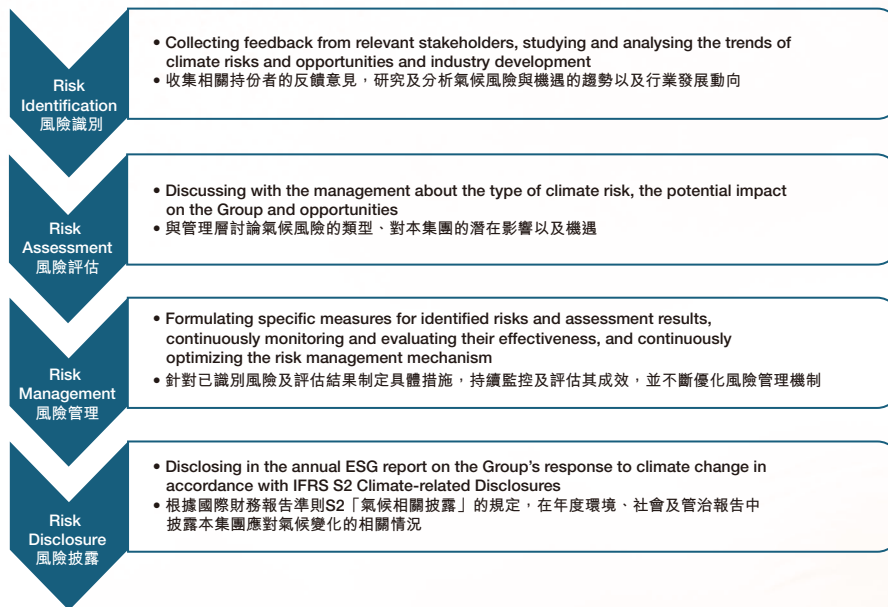 Risk
Identification
風險識別
• Collecting feedback from relevant stakeholders, studying and analysing the trends of
climate risks and opportunities and industry development
• 收集相關持份者的反饋意見，研究及分析氣候風險與機遇的趨勢以及行業發展動向
Risk
Assessment
風險評估
• Discussing with the management about the type of climate risk, the potential impact
on the Group and opportunities
• 與管理層討論氣候風險的類型、對本集團的潛在影響以及機遇
Risk
Management
風險管理
• Formulating specific measures for identified risks and assessment results,
continuously monitoring and evaluating their effectiveness, and continuously
optimizing the risk management mechanism
• 針對已識別風險及評估結果制定具體措施，持續監控及評估其成效，並不斷優化風險管理機制
Risk
Disclosure
風險披露
• Disclosing in the annual ESG report on the Group's response to climate change in
accordance with IFRS S2 Climate-related Disclosures
• 根據國際財務報告準則S2「氣候相關披露」的規定，在年度環境、社會及管治報告中
披露本集團應對氣候變化的相關情況